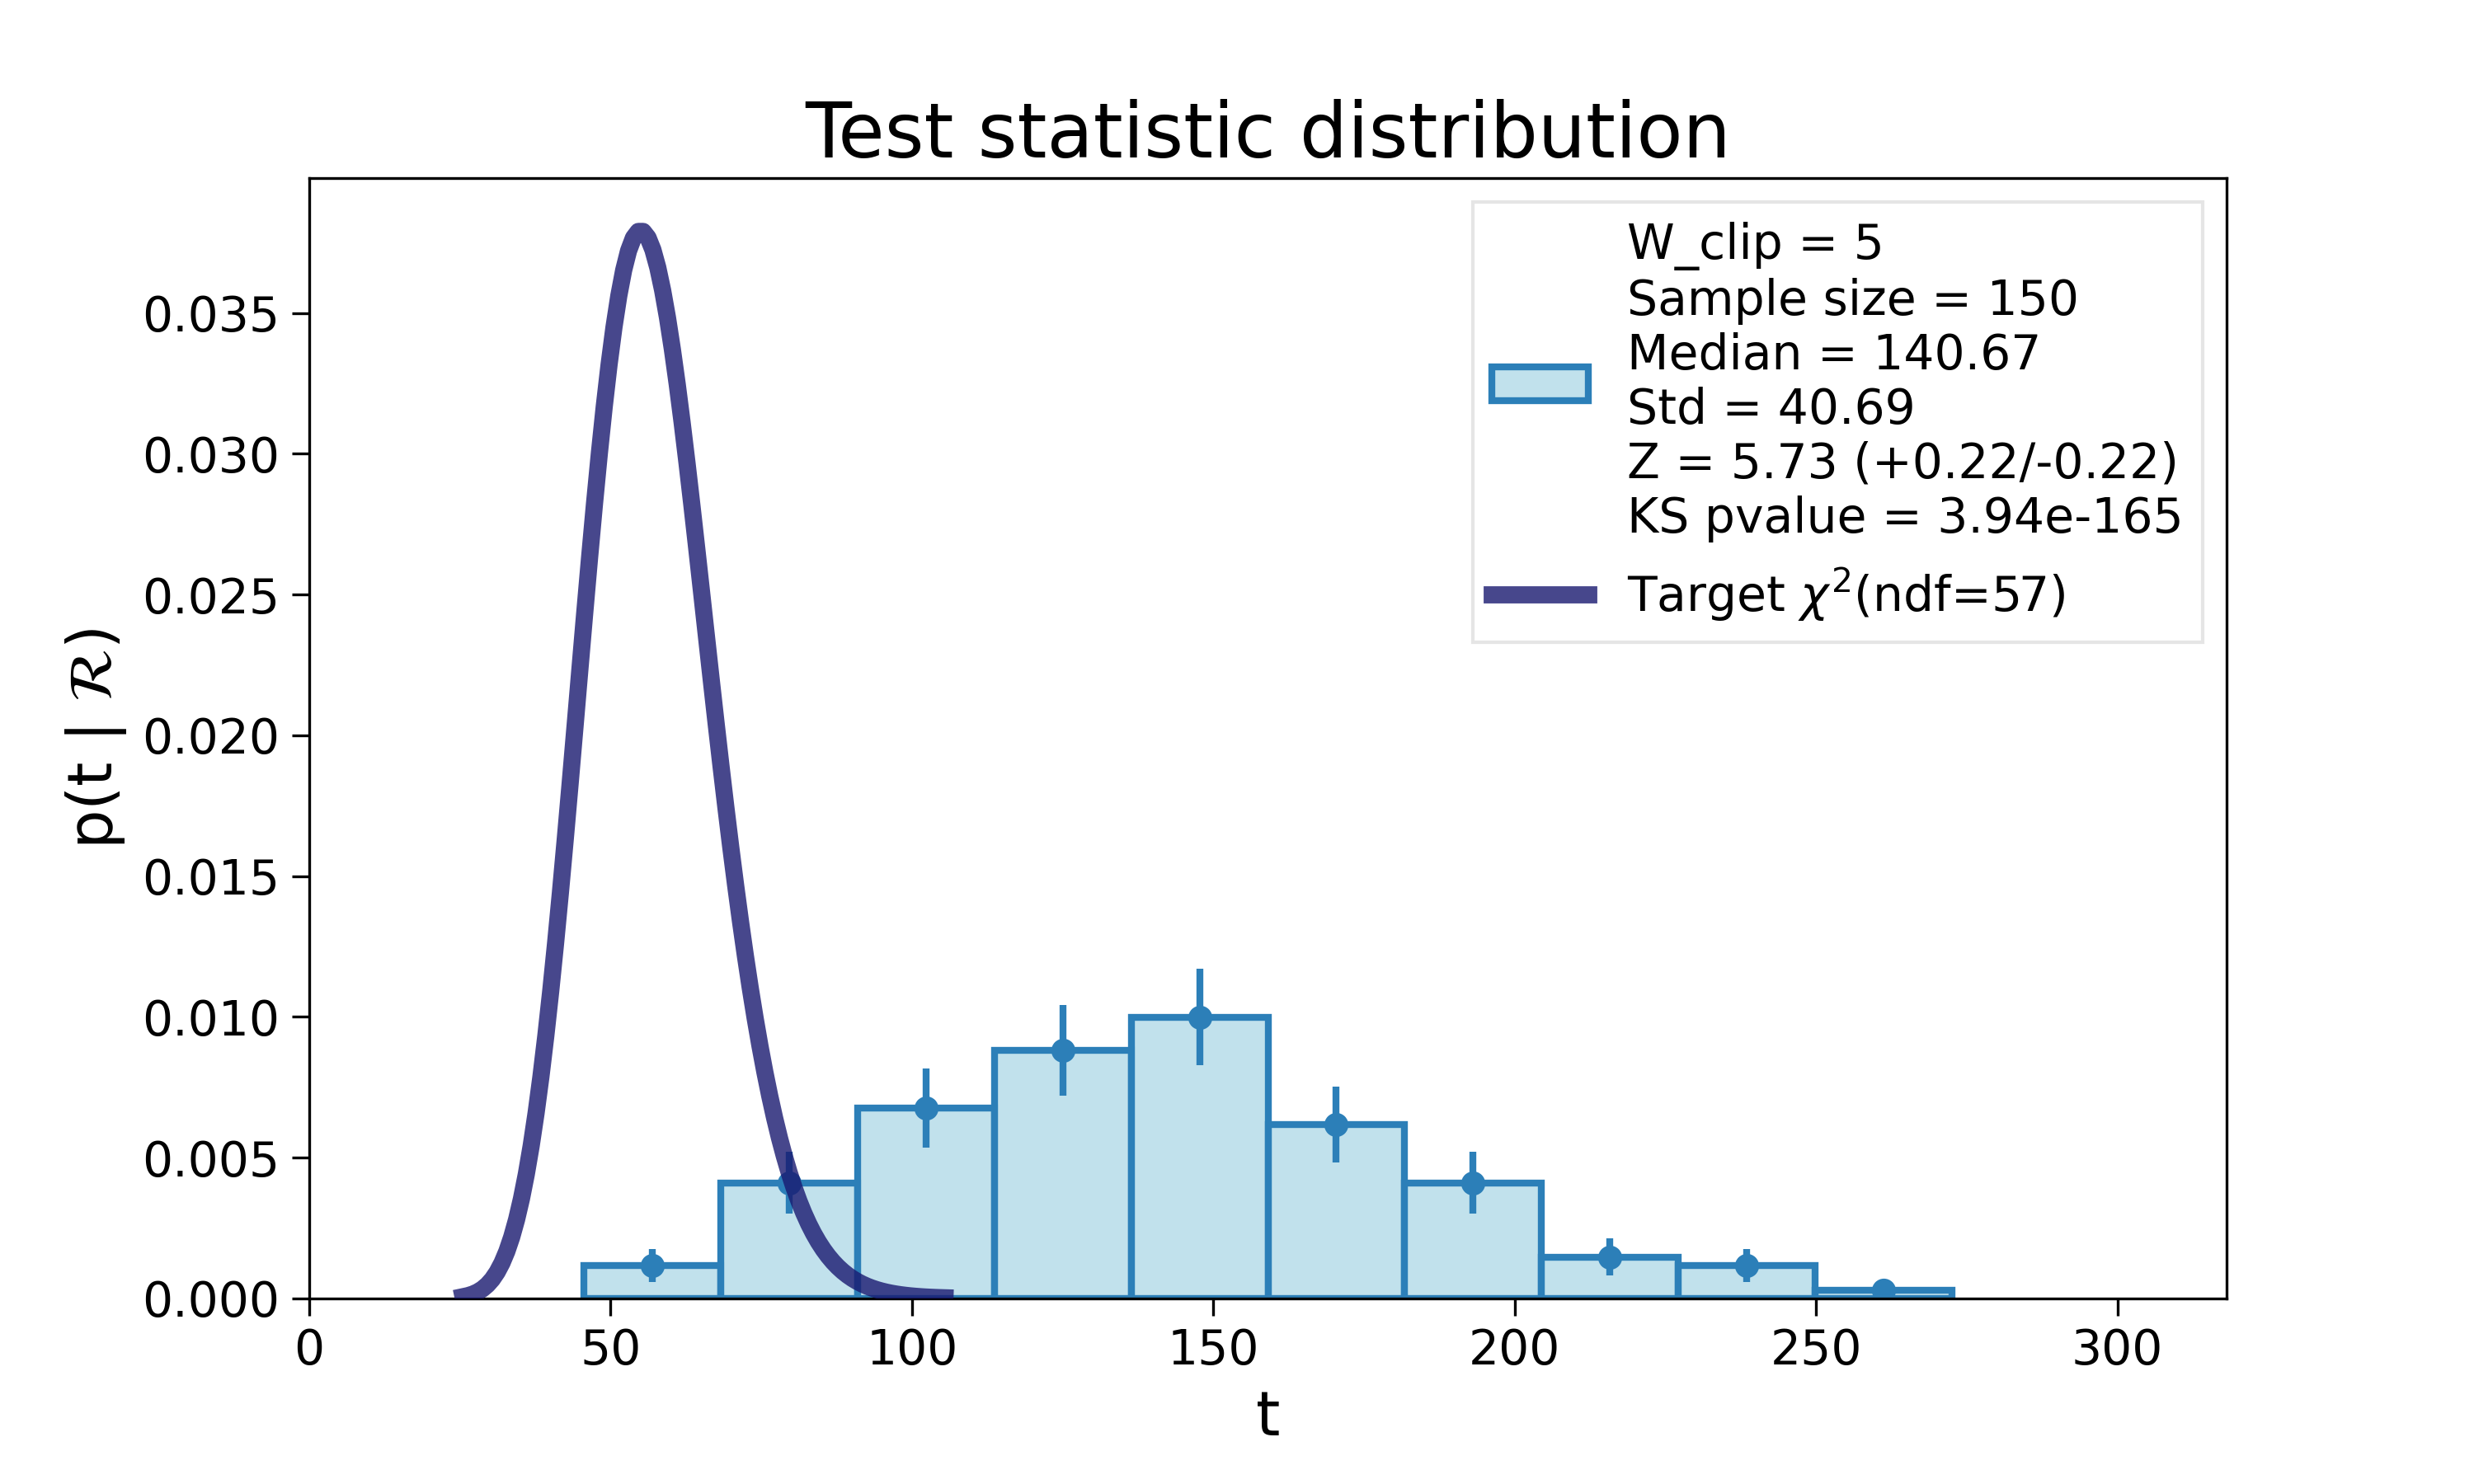 Test statistic distribution
W_clip = 5
Sample size = 150
Median = 140.67
Std = 40.69
Z = 5.73 (+0.22/-0.22)
KS pvalue = 3.94e-165
Target χ²(ndf=57)
p(t | ℛ)
0.035
0.030
0.025
0.020
0.015
0.010
0.005
0.000
0 50 100 150 200 250 300
t